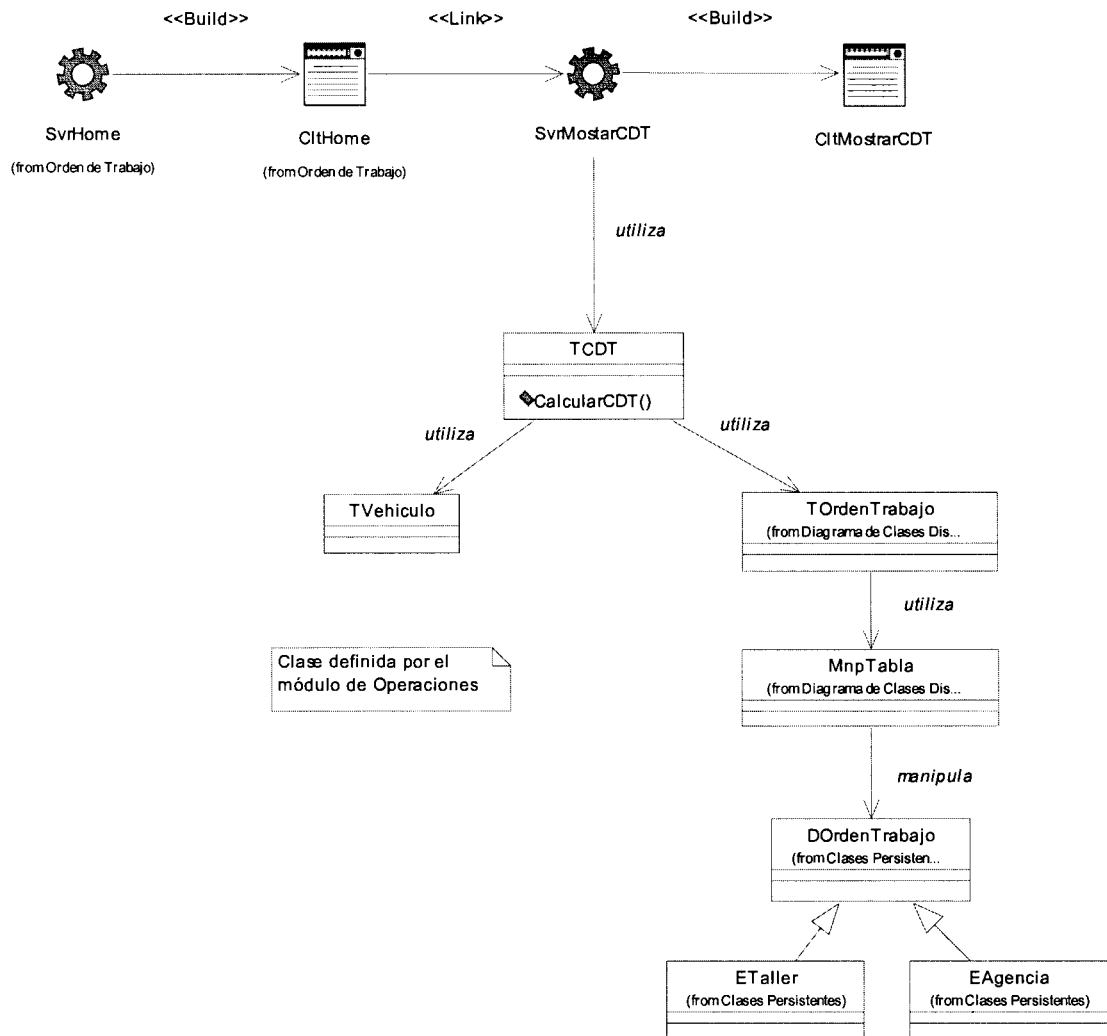 <<Build>>
<<Link>>
<<Build>>
SvrHome
(from Orden de Trabajo)
CltHome
(from Orden de Trabajo)
SvrMostarCDT
CltMostrarCDT
utiliza
TCDT
CalcularCDT()
utiliza
utiliza
TVehiculo
TOrdenTrabajo
(from Diagrama de Clases Dis...
utiliza
Clase definida por el
módulo de Operaciones
MnpTabla
(from Diagrama de Clases Dis...
manipula
DOrdenTrabajo
(from Clases Persisten...
ETaller
(from Clases Persistentes)
EAgencia
(from Clases Persistentes)